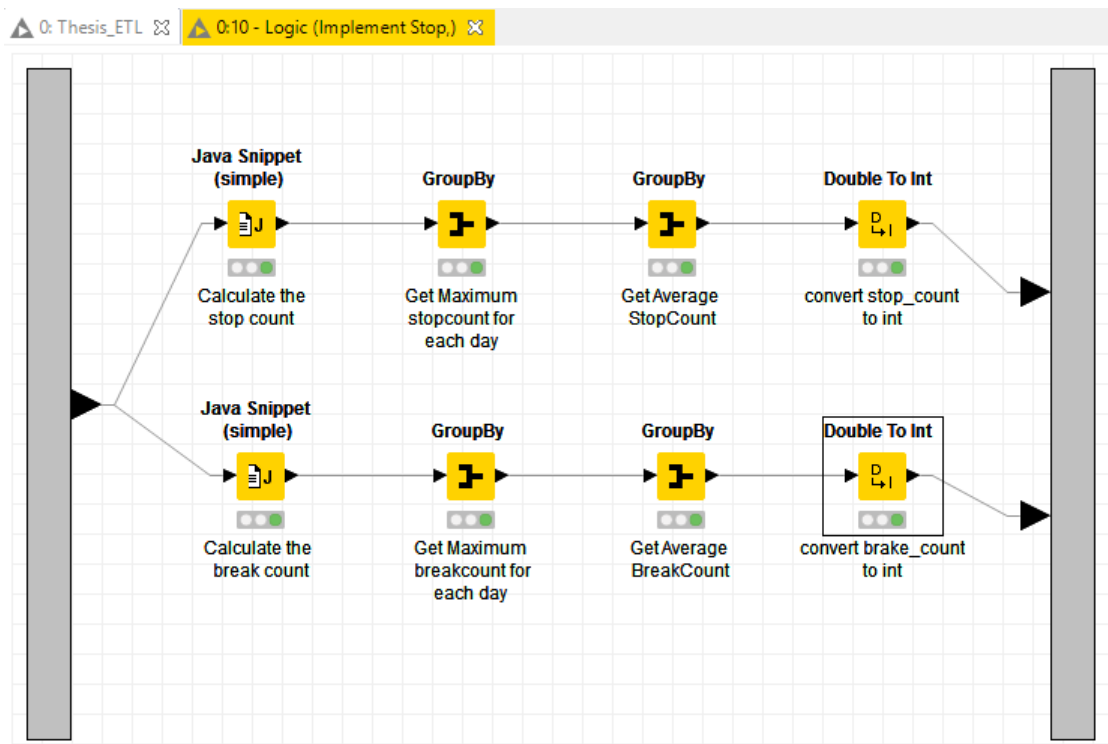 0: Thesis_ETL
0:10 - Logic (Implement Stop,)
Java Snippet
(simple)
GroupBy
GroupBy
Double To Int
J
D
I
Calculate the
stop count
Get Maximum
stopcount for
each day
Get Average
StopCount
convert stop_count
to int
Java Snippet
(simple)
GroupBy
GroupBy
Double To Int
J
D
I
Calculate the
break count
Get Maximum
breakcount for
each day
Get Average
BreakCount
convert brake_count
to int